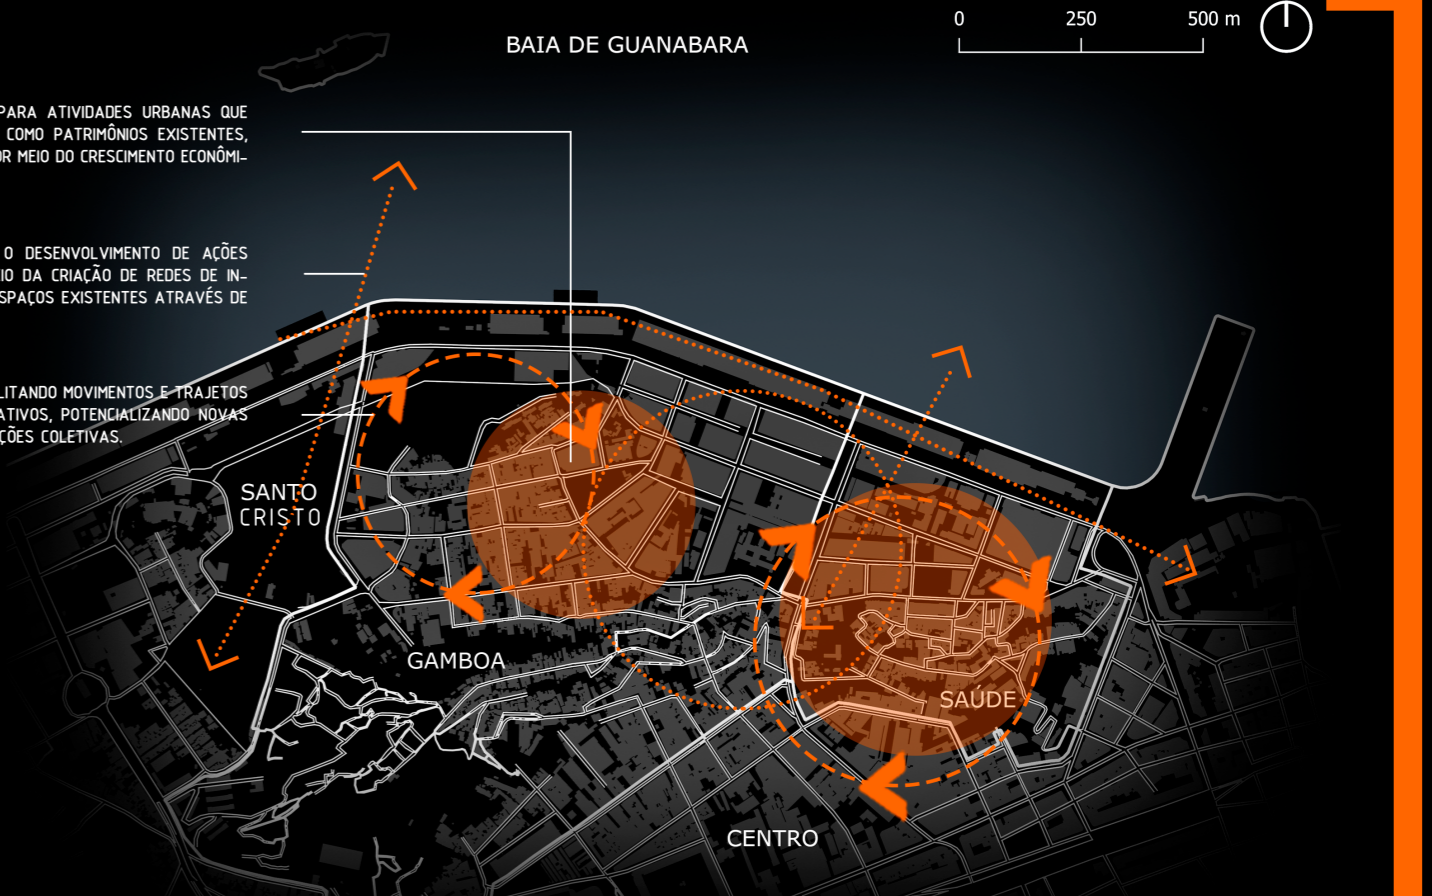 0 250 500 m
BAIA DE GUANABARA
PARA ATIVIDADES URBANAS QUE
COMO PATRIMÔNIOS EXISTENTES,
OR MEIO DO CRESCIMENTO ECONÔMI-
O DESENVOLVIMENTO DE AÇÕES
IO DA CRIAÇÃO DE REDES DE IN-
SPAÇOS EXISTENTES ATRAVÉS DE
LITANDO MOVIMENTOS E TRAJETOS
ATIVOS, POTENCIALIZANDO NOVAS
ÇÕES COLETIVAS.
SANTO
CRISTO
GAMBOA
SAÚDE
CENTRO